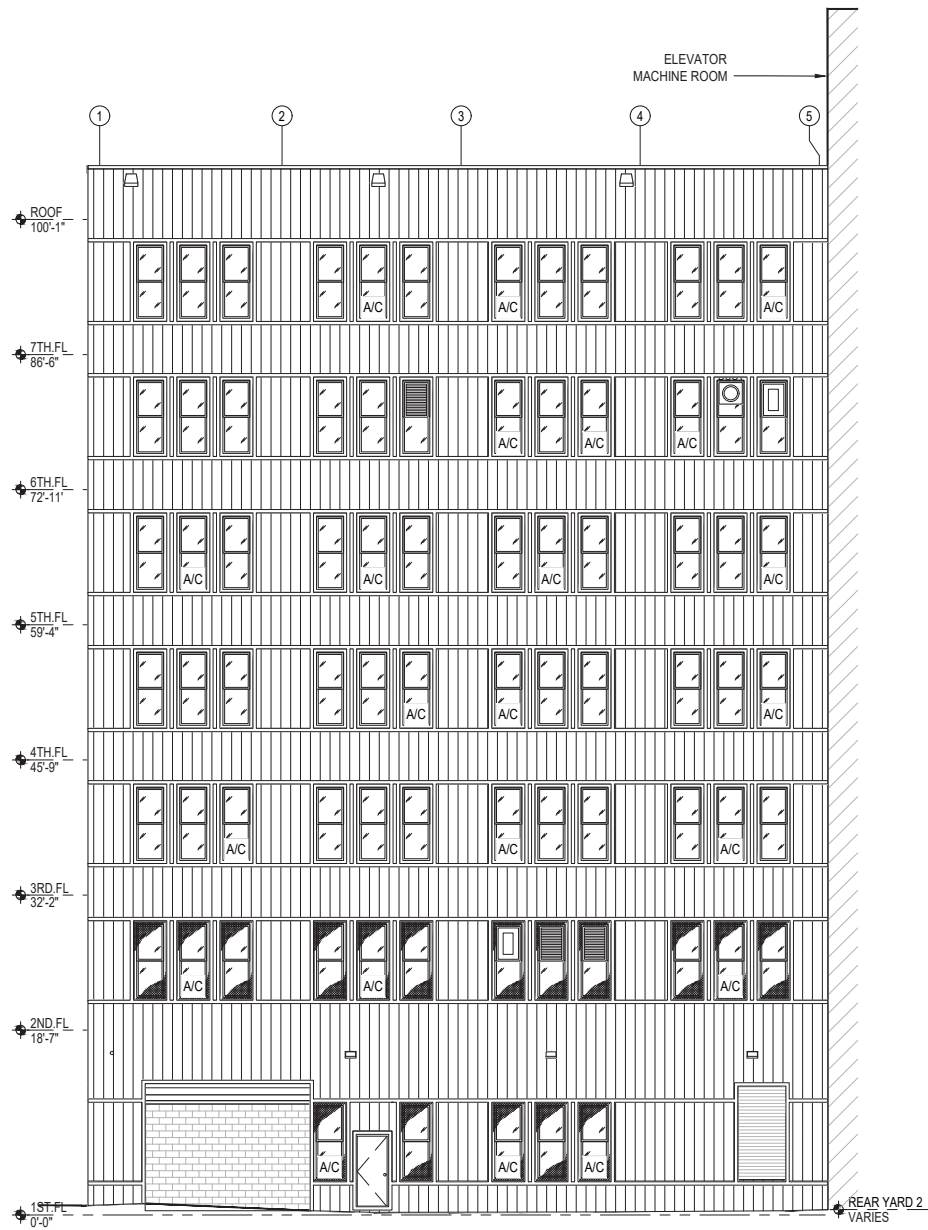 ELEVATOR
MACHINE ROOM
1
2
3
4
5
ROOF
100'-1"
A/C
A/C
A/C
7TH.FL
86'-6"
A/C
A/C
A/C
6TH.FL
72'-11'
A/C
A/C
A/C
A/C
5TH.FL
59'-4"
A/C
A/C
A/C
4TH.FL
45'-9"
A/C
A/C
A/C
3RD.FL
32'-2"
A/C
A/C
A/C
2ND.FL
18'-7"
A/C
A/C
A/C
1ST.FL
0'-0"
REAR YARD 2
VARIES